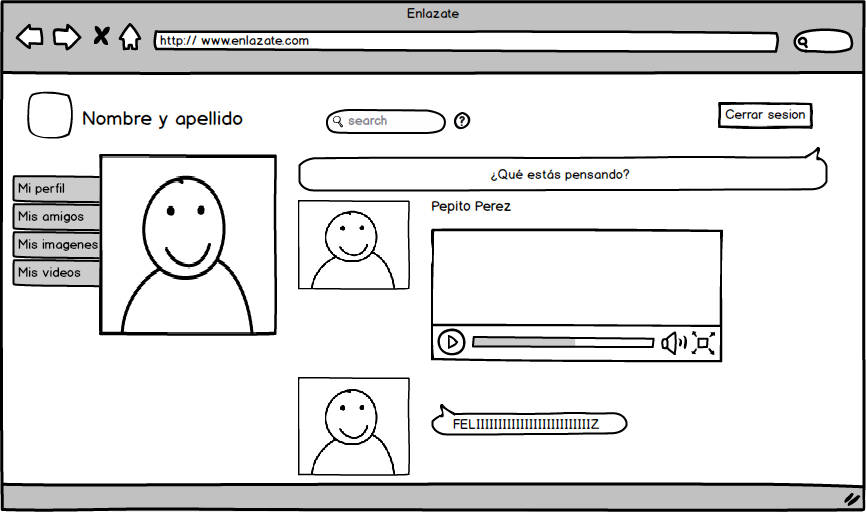 Enlazate
http:// www.enlazate.com
Nombre y apellido
search
?
Cerrar sesion
¿Qué estás pensando?
Mi perfil
Mis amigos
Mis imagenes
Mis videos
Pepito Perez
FELIIIIIIIIIIIIIIIIIIIIIIIIIIZ